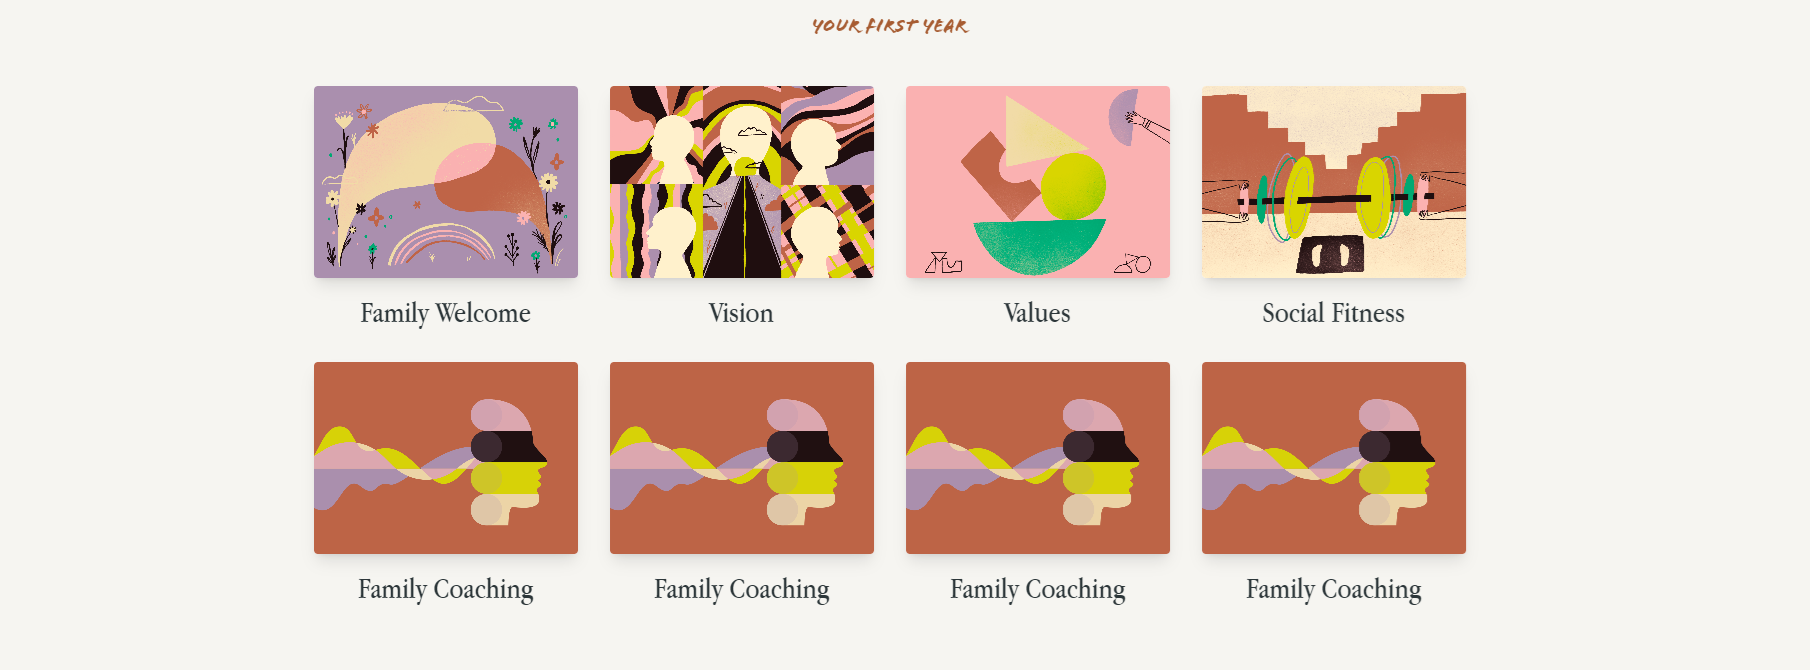 YOUR FIRST YEAR
Family Welcome
Vision
Values
Social Fitness
Family Coaching
Family Coaching
Family Coaching
Family Coaching